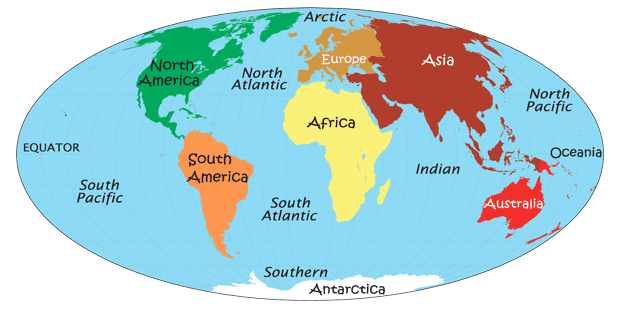 Arctic
North
America
Europe
Asia
North
Atlantic
North
Pacific
Africa
EQUATOR
Oceania
South
America
Indian
South
Pacific
South
Atlantic
Australia
Southern
Antarctica